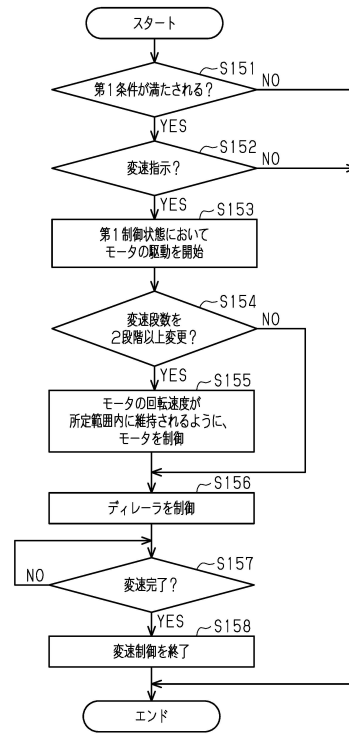 スタート
S151
第1条件が満たされる?
NO
YES
S152
変速指示?
NO
YES
S153
第1制御状態において
モータの駆動を開始
S154
変速段数を
2段階以上変更?
NO
YES
S155
モータの回転速度が
所定範囲内に維持されるように、
モータを制御
S156
ディレーラを制御
S157
変速完了?
NO
YES
S158
変速制御を終了
エンド